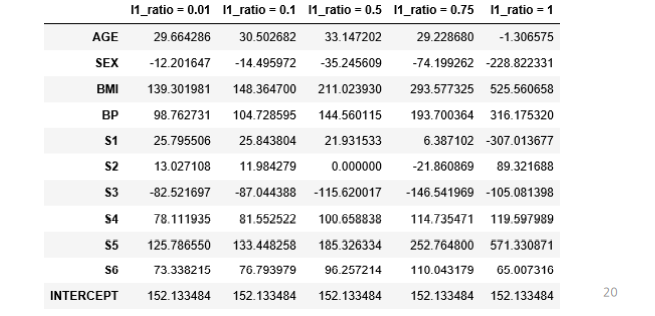 l1_ratio = 0.01 l1_ratio = 0.1 l1_ratio = 0.5 l1_ratio = 0.75 l1_ratio = 1
AGE 29.664286 30.502682 33.147202 29.228680 -1.306575
SEX -12.201647 -14.495972 -35.245609 -74.199262 -228.822331
BMI 139.301981 148.364700 211.023930 293.577325 525.560658
BP 98.762731 104.728595 144.560115 193.700364 316.175320
S1 25.795506 25.843804 21.931533 6.387102 -307.013677
S2 13.027108 11.984279 0.000000 -21.860869 89.321688
S3 -82.521697 -87.044388 -115.620017 -146.541969 -105.081398
S4 78.111935 81.552522 100.658838 114.735471 119.597989
S5 125.786550 133.448258 185.326334 252.764800 571.330871
S6 73.338215 76.793979 96.257214 110.043179 65.007316
INTERCEPT 152.133484 152.133484 152.133484 152.133484 152.133484
20